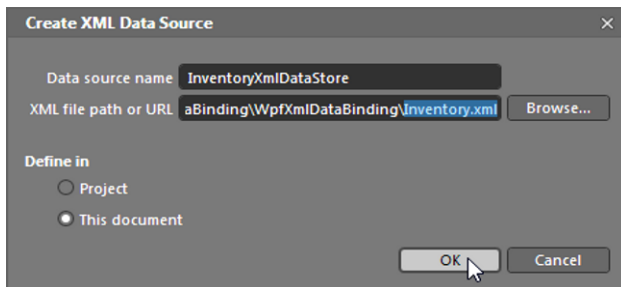 Create XML Data Source
Data source name InventoryXmlDataStore
XML file path or URL aBinding\WpfXmlDataBinding\Inventory.xml Browse...
Define in
Project
This document
OK Cancel